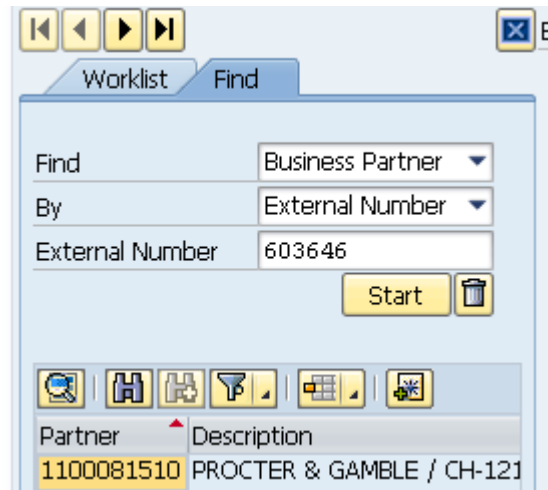 E
Worklist Find
Find Business Partner
By External Number
External Number 603646
Start
Partner Description
1100081510 PROCTER & GAMBLE / CH-121